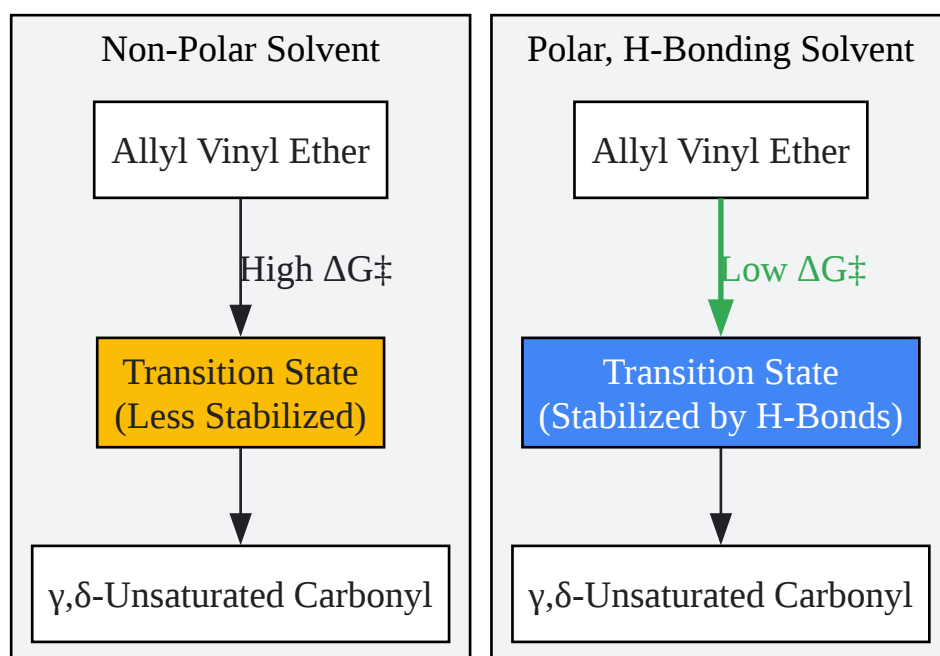 Non-Polar Solvent
Allyl Vinyl Ether
High ΔG‡
Transition State
(Less Stabilized)
γ,δ-Unsaturated Carbonyl
Polar, H-Bonding Solvent
Allyl Vinyl Ether
Low ΔG‡
Transition State
(Stabilized by H-Bonds)
γ,δ-Unsaturated Carbonyl